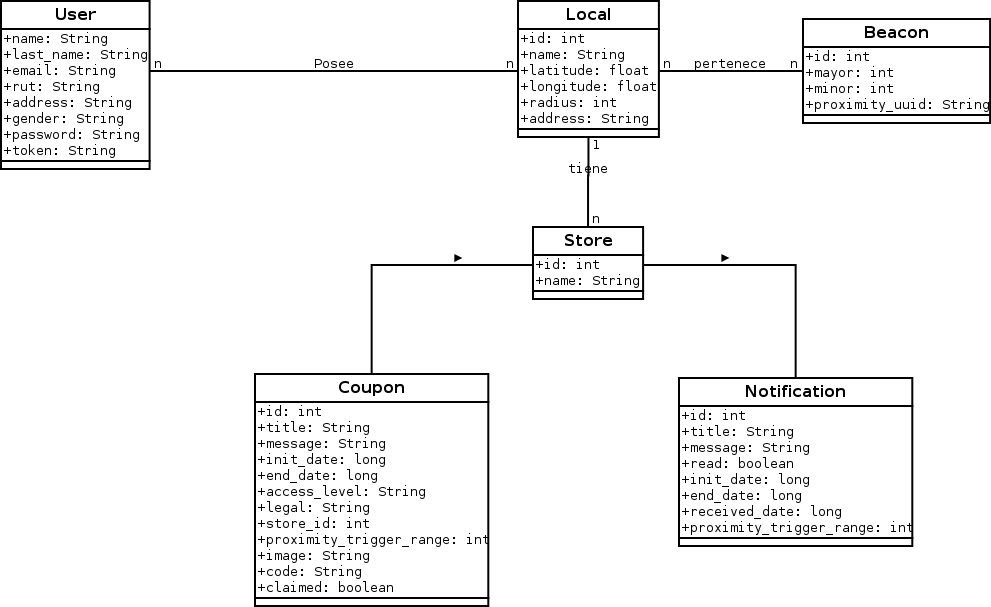 User
+name: String
+last_name: String
+email: String
+rut: String
+address: String
+gender: String
+password: String
+token: String
n
Posee
n
Local
+id: int
+name: String
+latitude: float
+longitude: float
+radius: int
+address: String
n
pertenece
n
Beacon
+id: int
+mayor: int
+minor: int
+proximity_uuid: String
1
tiene
n
Store
+id: int
+name: String
Coupon
+id: int
+title: String
+message: String
+init_date: long
+end_date: long
+access_level: String
+legal: String
+store_id: int
+proximity_trigger_range: int
+image: String
+code: String
+claimed: boolean
Notification
+id: int
+title: String
+message: String
+read: boolean
+init_date: long
+end_date: long
+received_date: long
+proximity_trigger_range: int